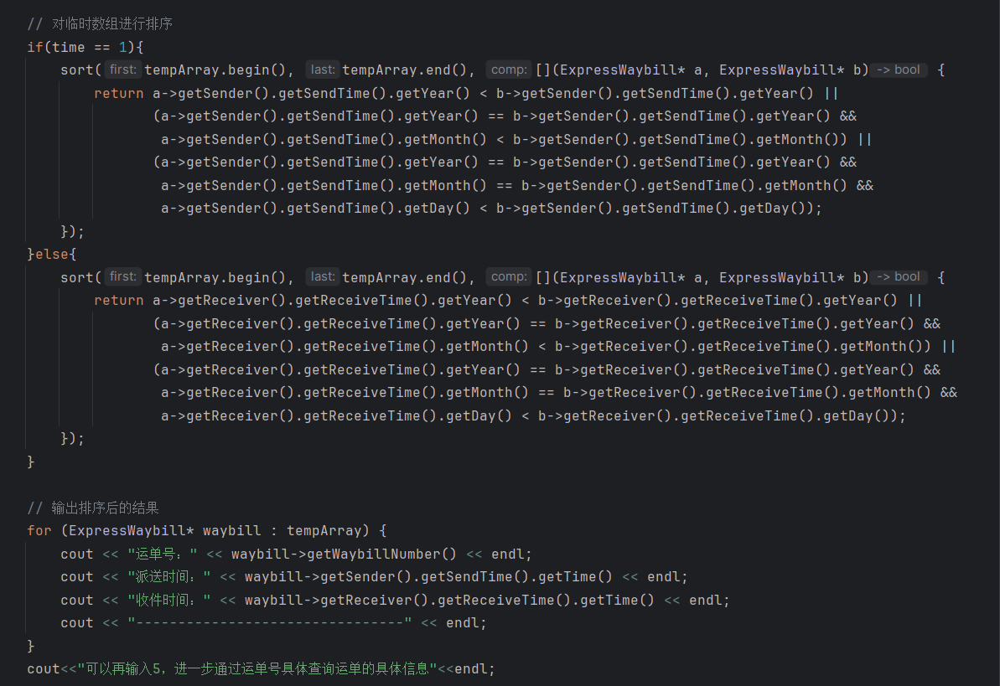 // 对临时数组进行排序
if(time == 1){
    sort( first: tempArray.begin(), last: tempArray.end(), comp: [](ExpressWaybill* a, ExpressWaybill* b) -> bool {
        return a->getSender().getSendTime().getYear() < b->getSender().getSendTime().getYear() ||
               (a->getSender().getSendTime().getYear() == b->getSender().getSendTime().getYear() &&
                a->getSender().getSendTime().getMonth() < b->getSender().getSendTime().getMonth()) ||
               (a->getSender().getSendTime().getYear() == b->getSender().getSendTime().getYear() &&
                a->getSender().getSendTime().getMonth() == b->getSender().getSendTime().getMonth() &&
                a->getSender().getSendTime().getDay() < b->getSender().getSendTime().getDay());
    });
}else{
    sort( first: tempArray.begin(), last: tempArray.end(), comp: [](ExpressWaybill* a, ExpressWaybill* b) -> bool {
        return a->getReceiver().getReceiveTime().getYear() < b->getReceiver().getReceiveTime().getYear() ||
               (a->getReceiver().getReceiveTime().getYear() == b->getReceiver().getReceiveTime().getYear() &&
                a->getReceiver().getReceiveTime().getMonth() < b->getReceiver().getReceiveTime().getMonth()) ||
               (a->getReceiver().getReceiveTime().getYear() == b->getReceiver().getReceiveTime().getYear() &&
                a->getReceiver().getReceiveTime().getMonth() == b->getReceiver().getReceiveTime().getMonth() &&
                a->getReceiver().getReceiveTime().getDay() < b->getReceiver().getReceiveTime().getDay());
    });
}
// 输出排序后的结果
for (ExpressWaybill* waybill : tempArray) {
    cout << "运单号：" << waybill->getWaybillNumber() << endl;
    cout << "派送时间：" << waybill->getSender().getSendTime().getTime() << endl;
    cout << "收件时间：" << waybill->getReceiver().getReceiveTime().getTime() << endl;
    cout << "--------------------------------" << endl;
}
cout<<"可以再输入5，进一步通过运单号具体查询运单的具体信息"<<endl;